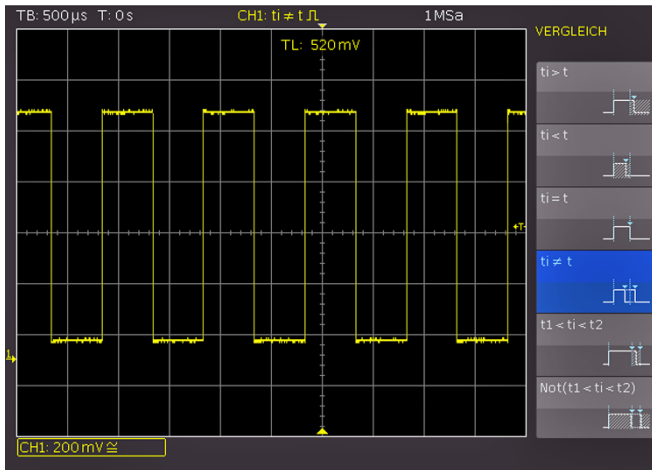 TB: 500µs T: 0s CH1: ti ≠ t ⎍ 1MSa
TL: 520mV
VERGLEICH
ti > t
ti < t
ti = t
ti ≠ t
t1 < ti < t2
Not(t1 < ti < t2)
T
1
CH1: 200mV ≅